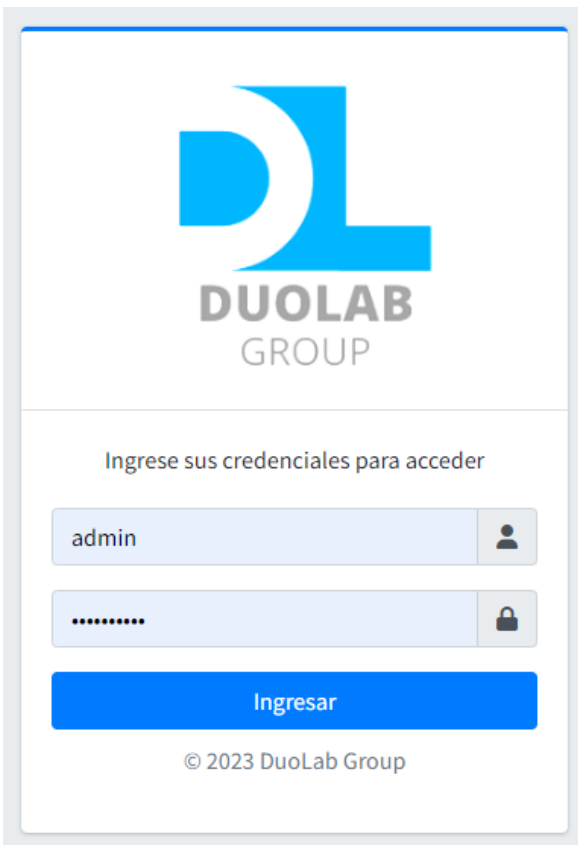 DL
DUOLAB
GROUP
Ingrese sus credenciales para acceder
admin
••••••••••
Ingresar
© 2023 DuoLab Group